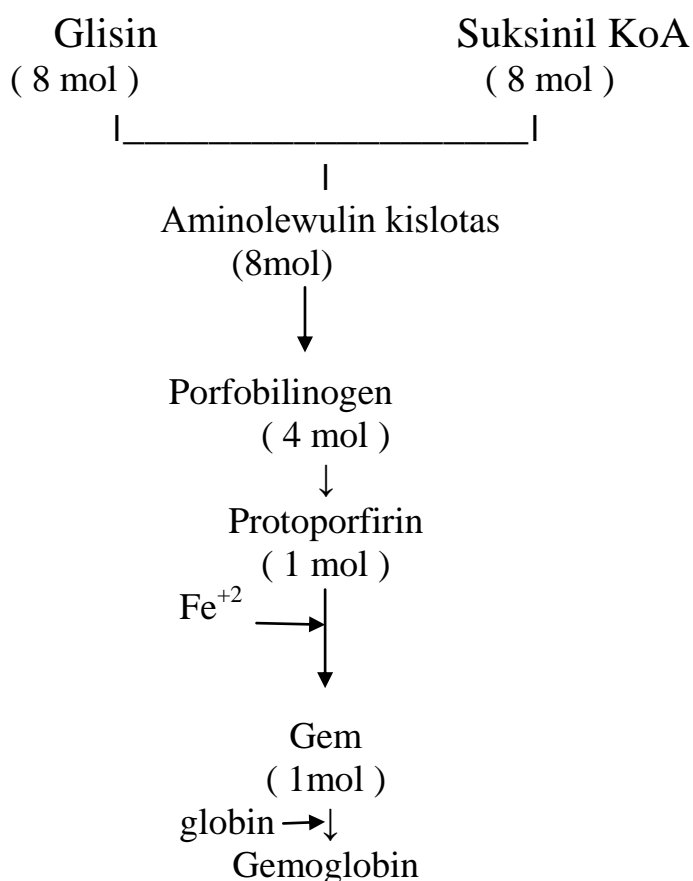 Glisin Suksinil KoA
( 8 mol ) ( 8 mol )
Aminolewulin kislotas
(8mol)
Porfobilinogen
( 4 mol )
↓
Protoporfirin
( 1 mol )
Fe⁺²
Gem
( 1mol )
globin ↓
Gemoglobin